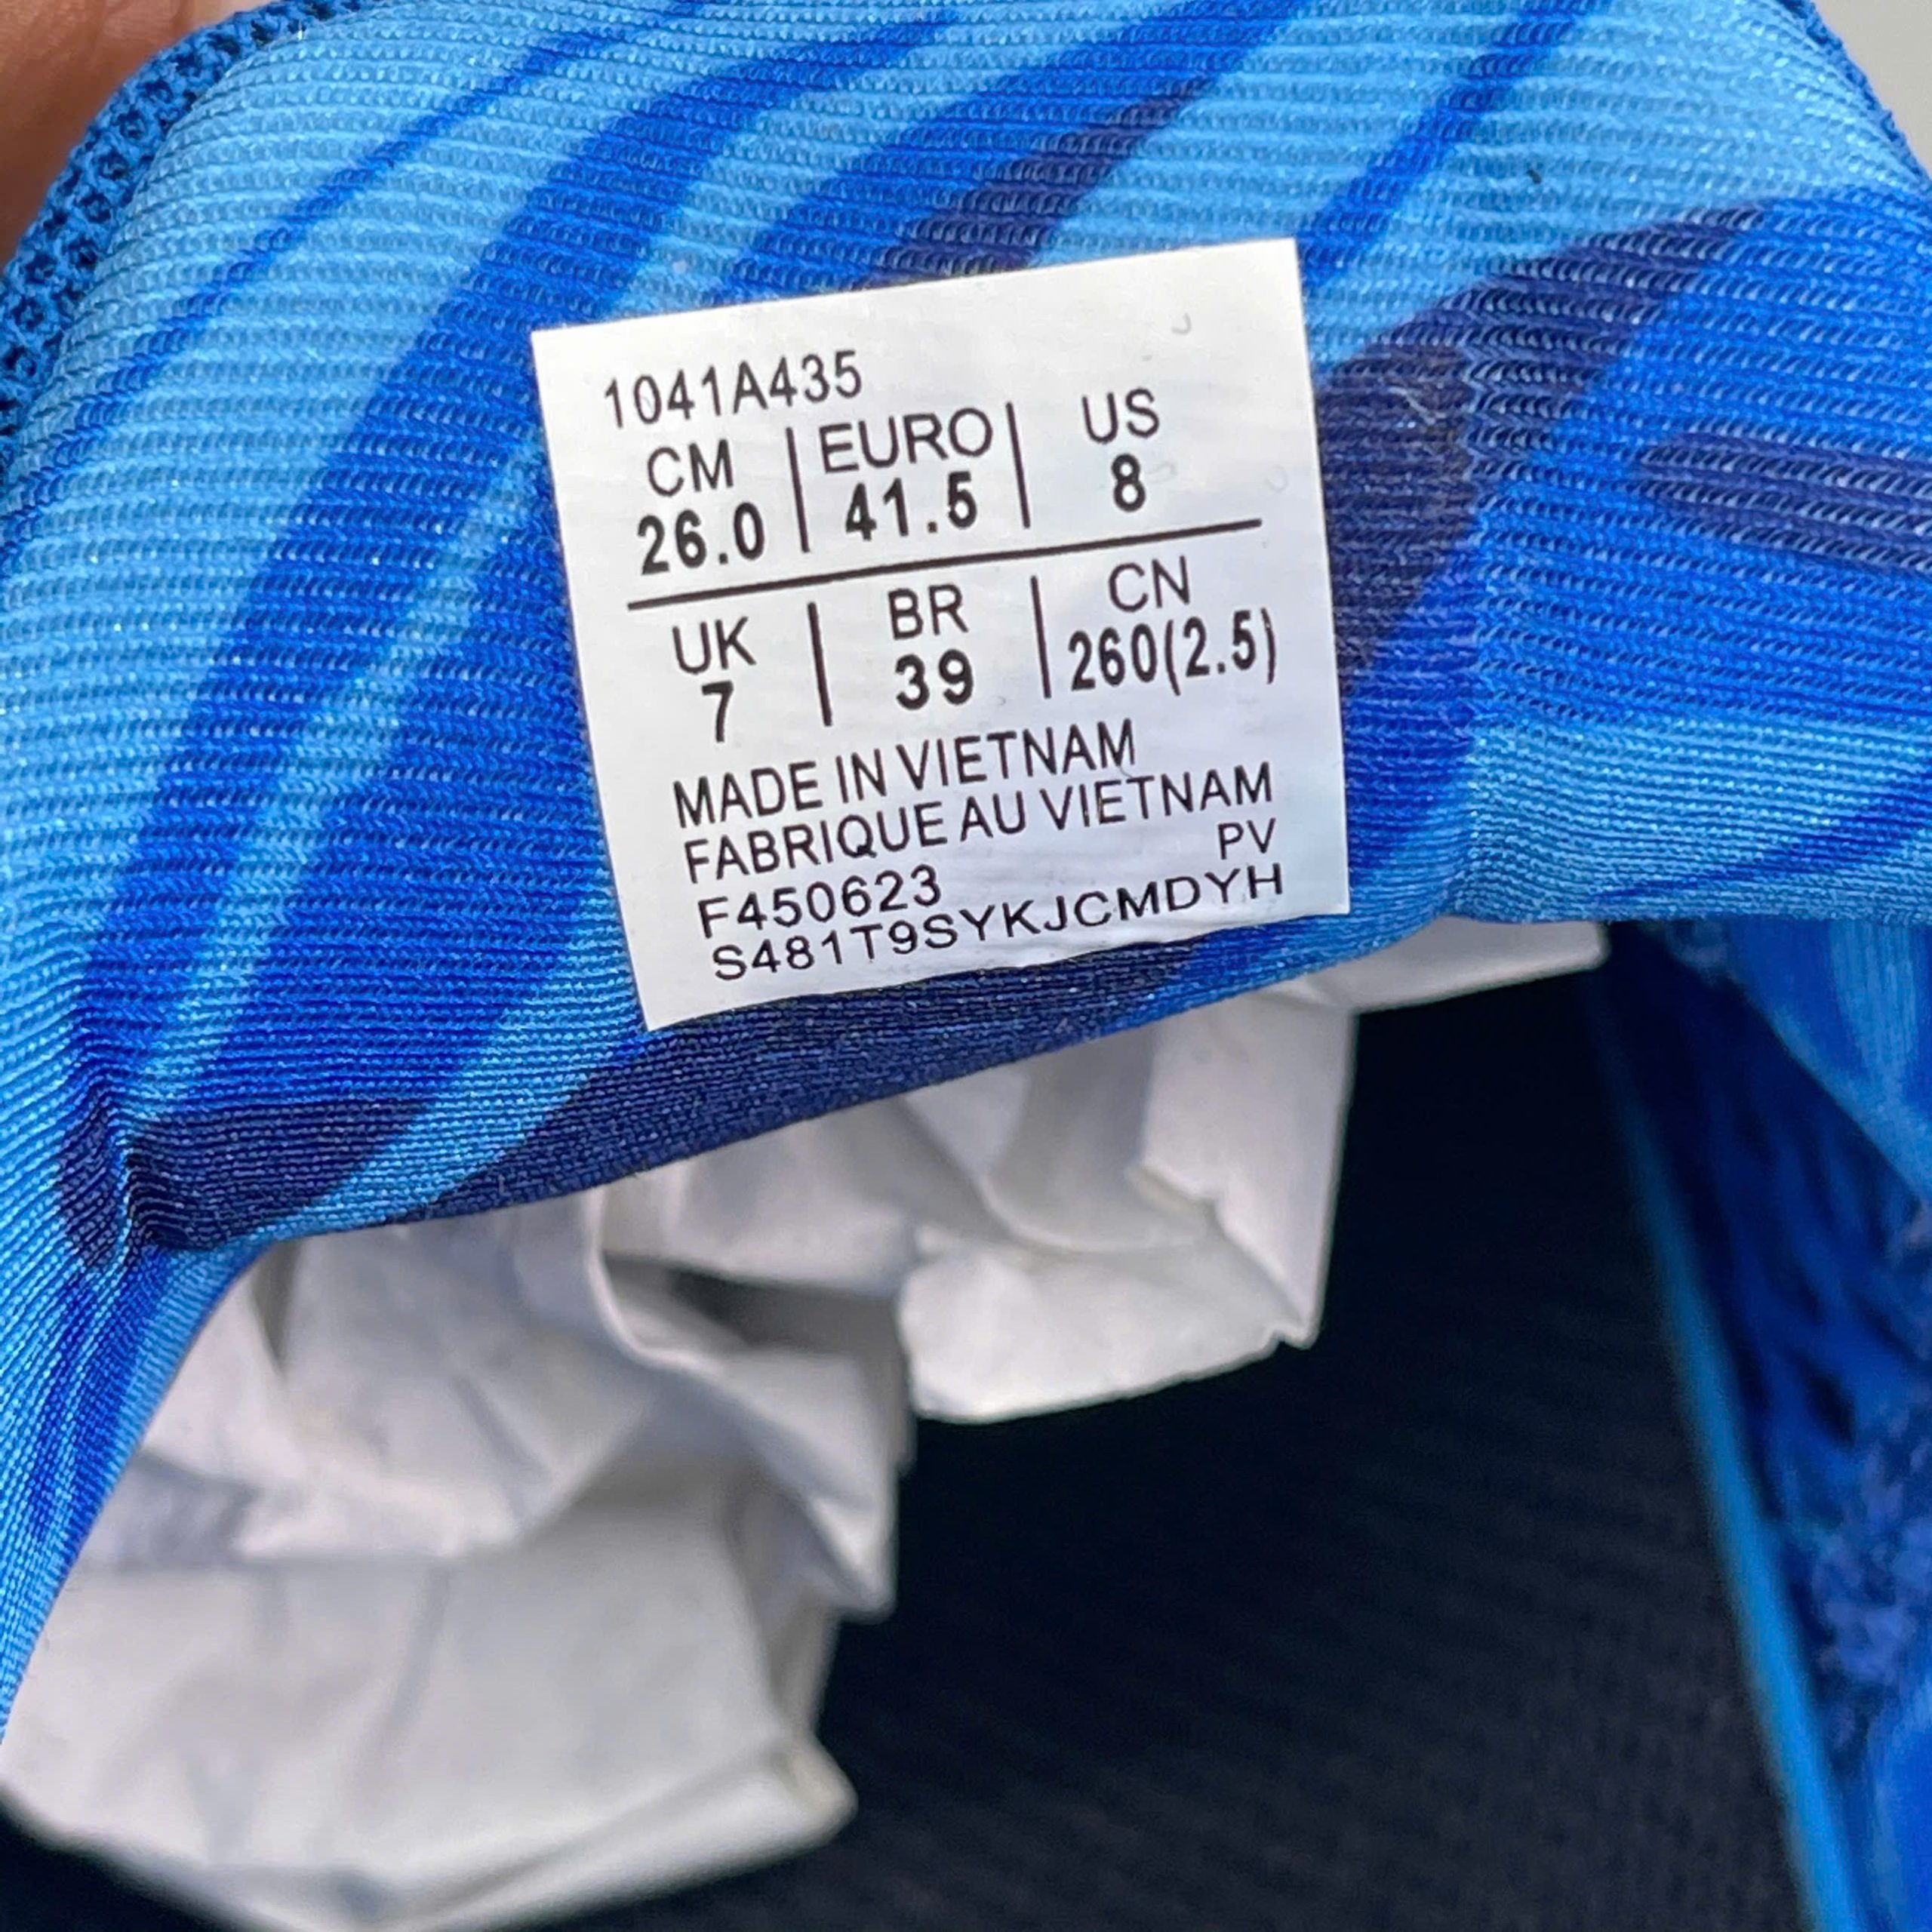 1041A435
CM | EURO | US
26.0 | 41.5 | 8
UK | BR | CN
7 | 39 | 260(2.5)
MADE IN VIETNAM
FABRIQUE AU VIETNAM
PV
F450623
S481T9SYKJCMDYH